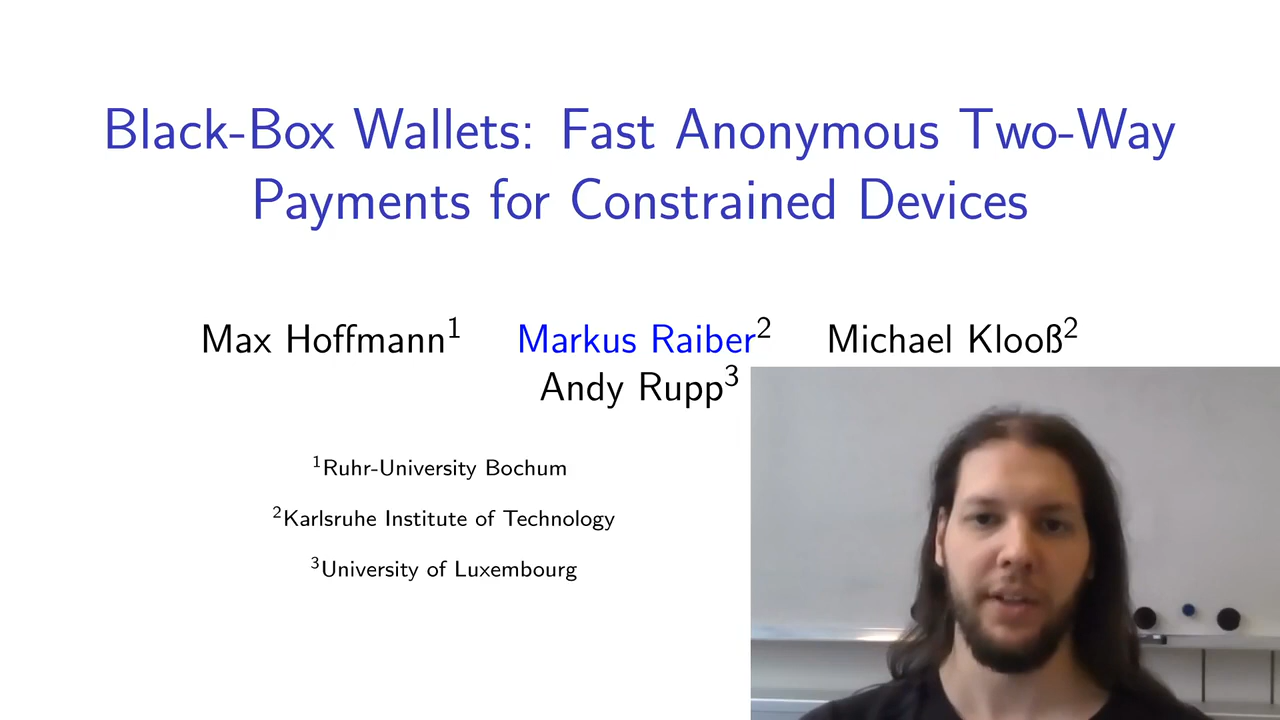 Black-Box Wallets: Fast Anonymous Two-Way
Payments for Constrained Devices
Max Hoffmann¹ Markus Raiber² Michael Klooß²
Andy Rupp³
¹Ruhr-University Bochum
²Karlsruhe Institute of Technology
³University of Luxembourg